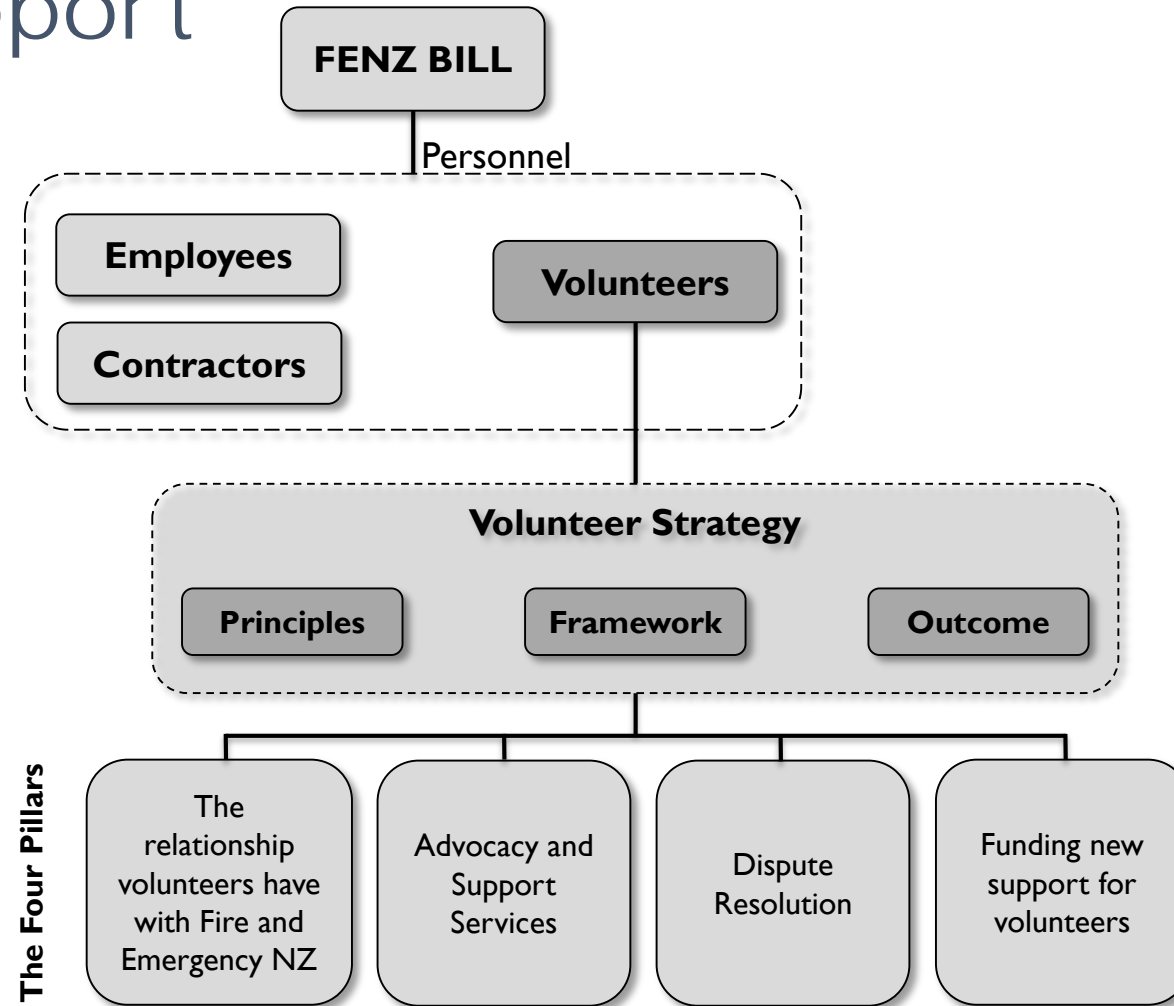 FENZ BILL
Personnel
Employees
Volunteers
Contractors
Volunteer Strategy
Principles
Framework
Outcome
The Four Pillars
The
relationship
volunteers have
with Fire and
Emergency NZ
Advocacy and
Support
Services
Dispute
Resolution
Funding new
support for
volunteers